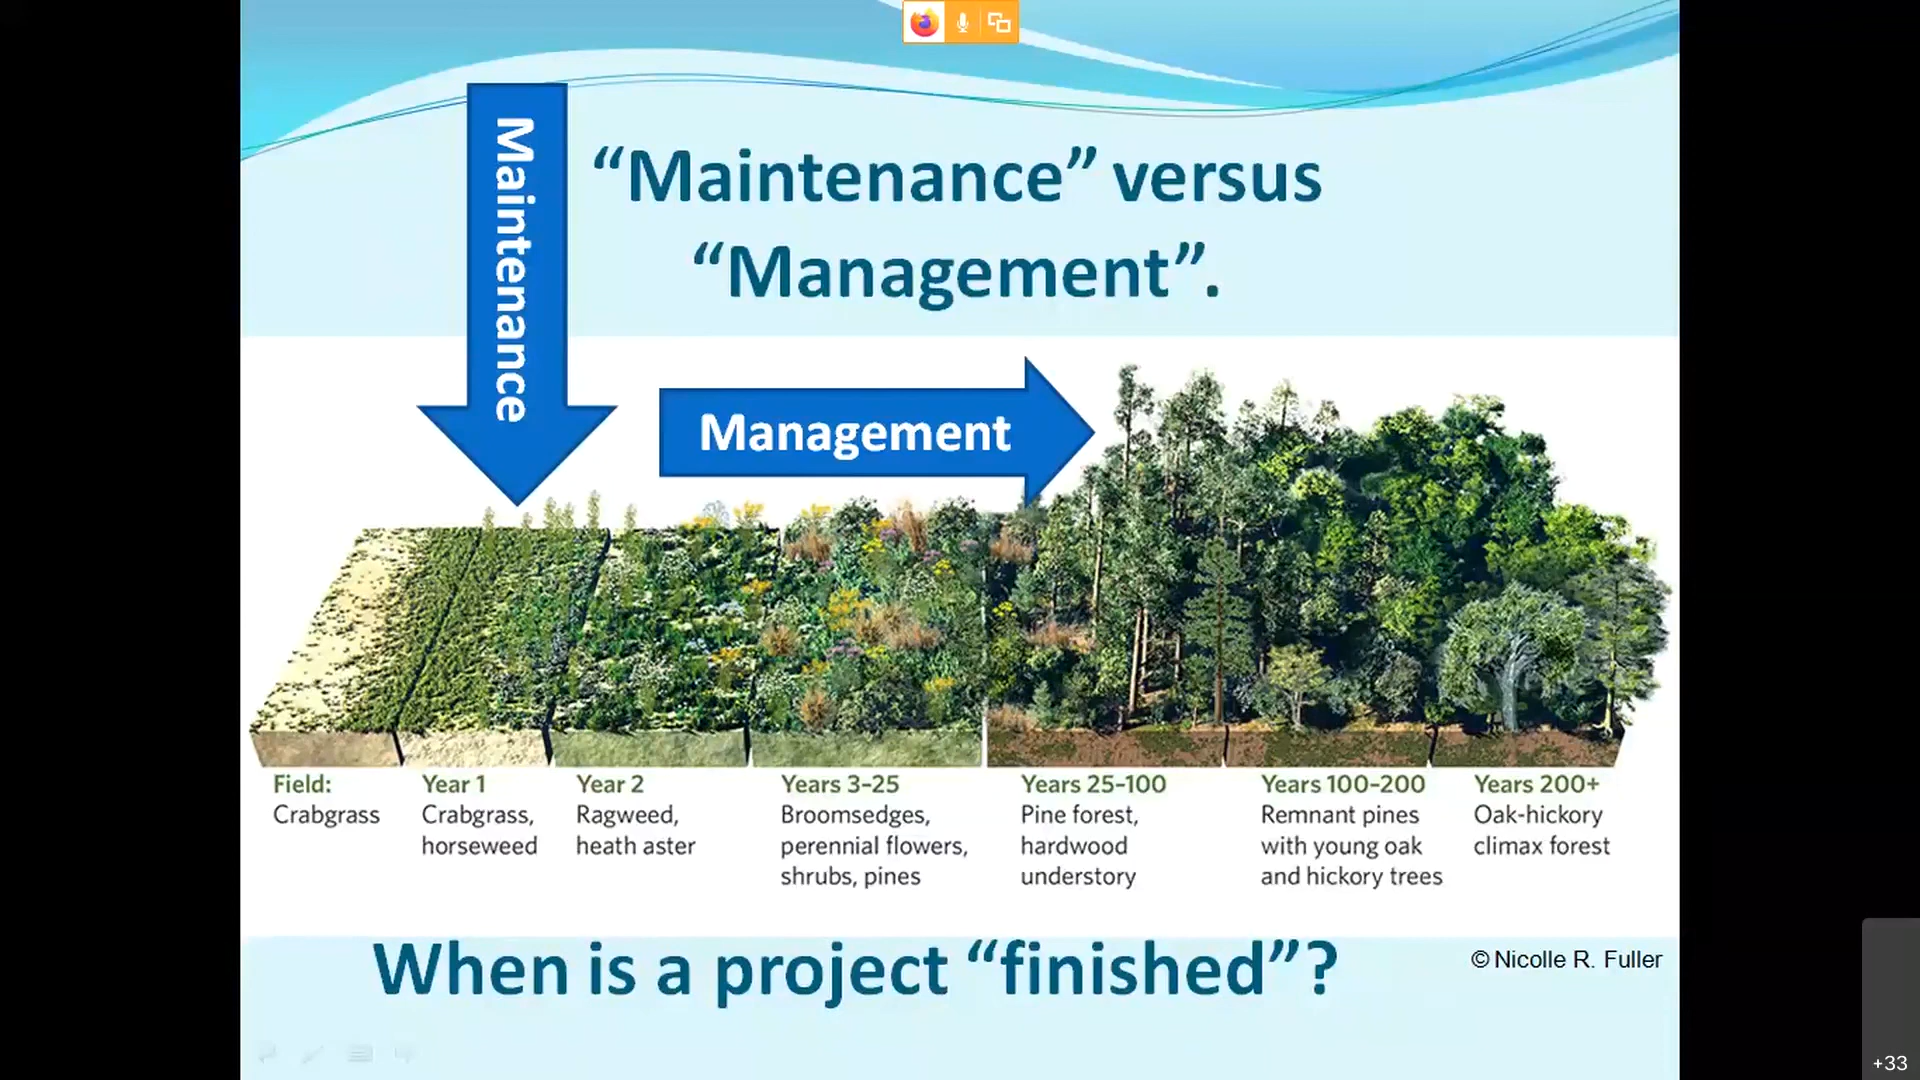 Maintenance
“Maintenance” versus
“Management”.
Management
Field:
Crabgrass
Year 1
Crabgrass,
horseweed
Year 2
Ragweed,
heath aster
Years 3–25
Broomsedges,
perennial flowers,
shrubs, pines
Years 25–100
Pine forest,
hardwood
understory
Years 100–200
Remnant pines
with young oak
and hickory trees
Years 200+
Oak-hickory
climax forest
When is a project “finished”?
© Nicolle R. Fuller
+33